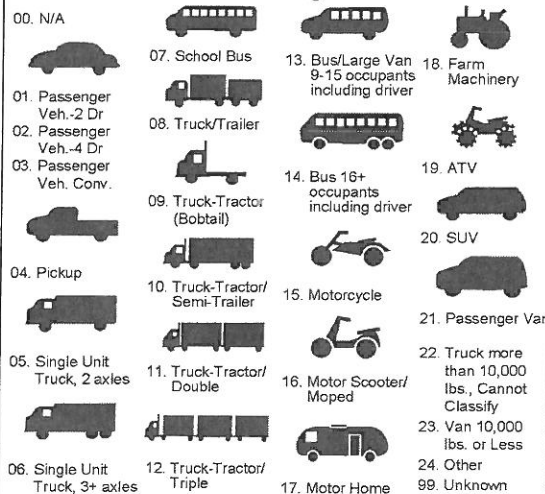 00. N/A
01. Passenger
Veh.-2 Dr
02. Passenger
Veh.-4 Dr
03. Passenger
Veh. Conv.
04. Pickup
05. Single Unit
Truck, 2 axles
06. Single Unit
Truck, 3+ axles
07. School Bus
08. Truck/Trailer
09. Truck-Tractor
(Bobtail)
10. Truck-Tractor/
Semi-Trailer
11. Truck-Tractor/
Double
12. Truck-Tractor/
Triple
13. Bus/Large Van
9-15 occupants
including driver
14. Bus 16+
occupants
including driver
15. Motorcycle
16. Motor Scooter/
Moped
17. Motor Home
18. Farm
Machinery
19. ATV
20. SUV
21. Passenger Van
22. Truck more
than 10,000
lbs., Cannot
Classify
23. Van 10,000
lbs. or Less
24. Other
99. Unknown